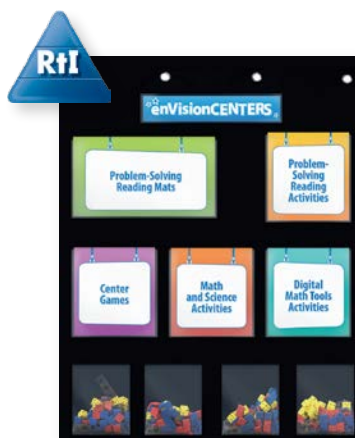 RtI
enVisionCENTERS®
Problem-Solving
Reading Mats
Problem-
Solving
Reading
Activities
Center
Games
Math
and Science
Activities
Digital
Math Tools
Activities